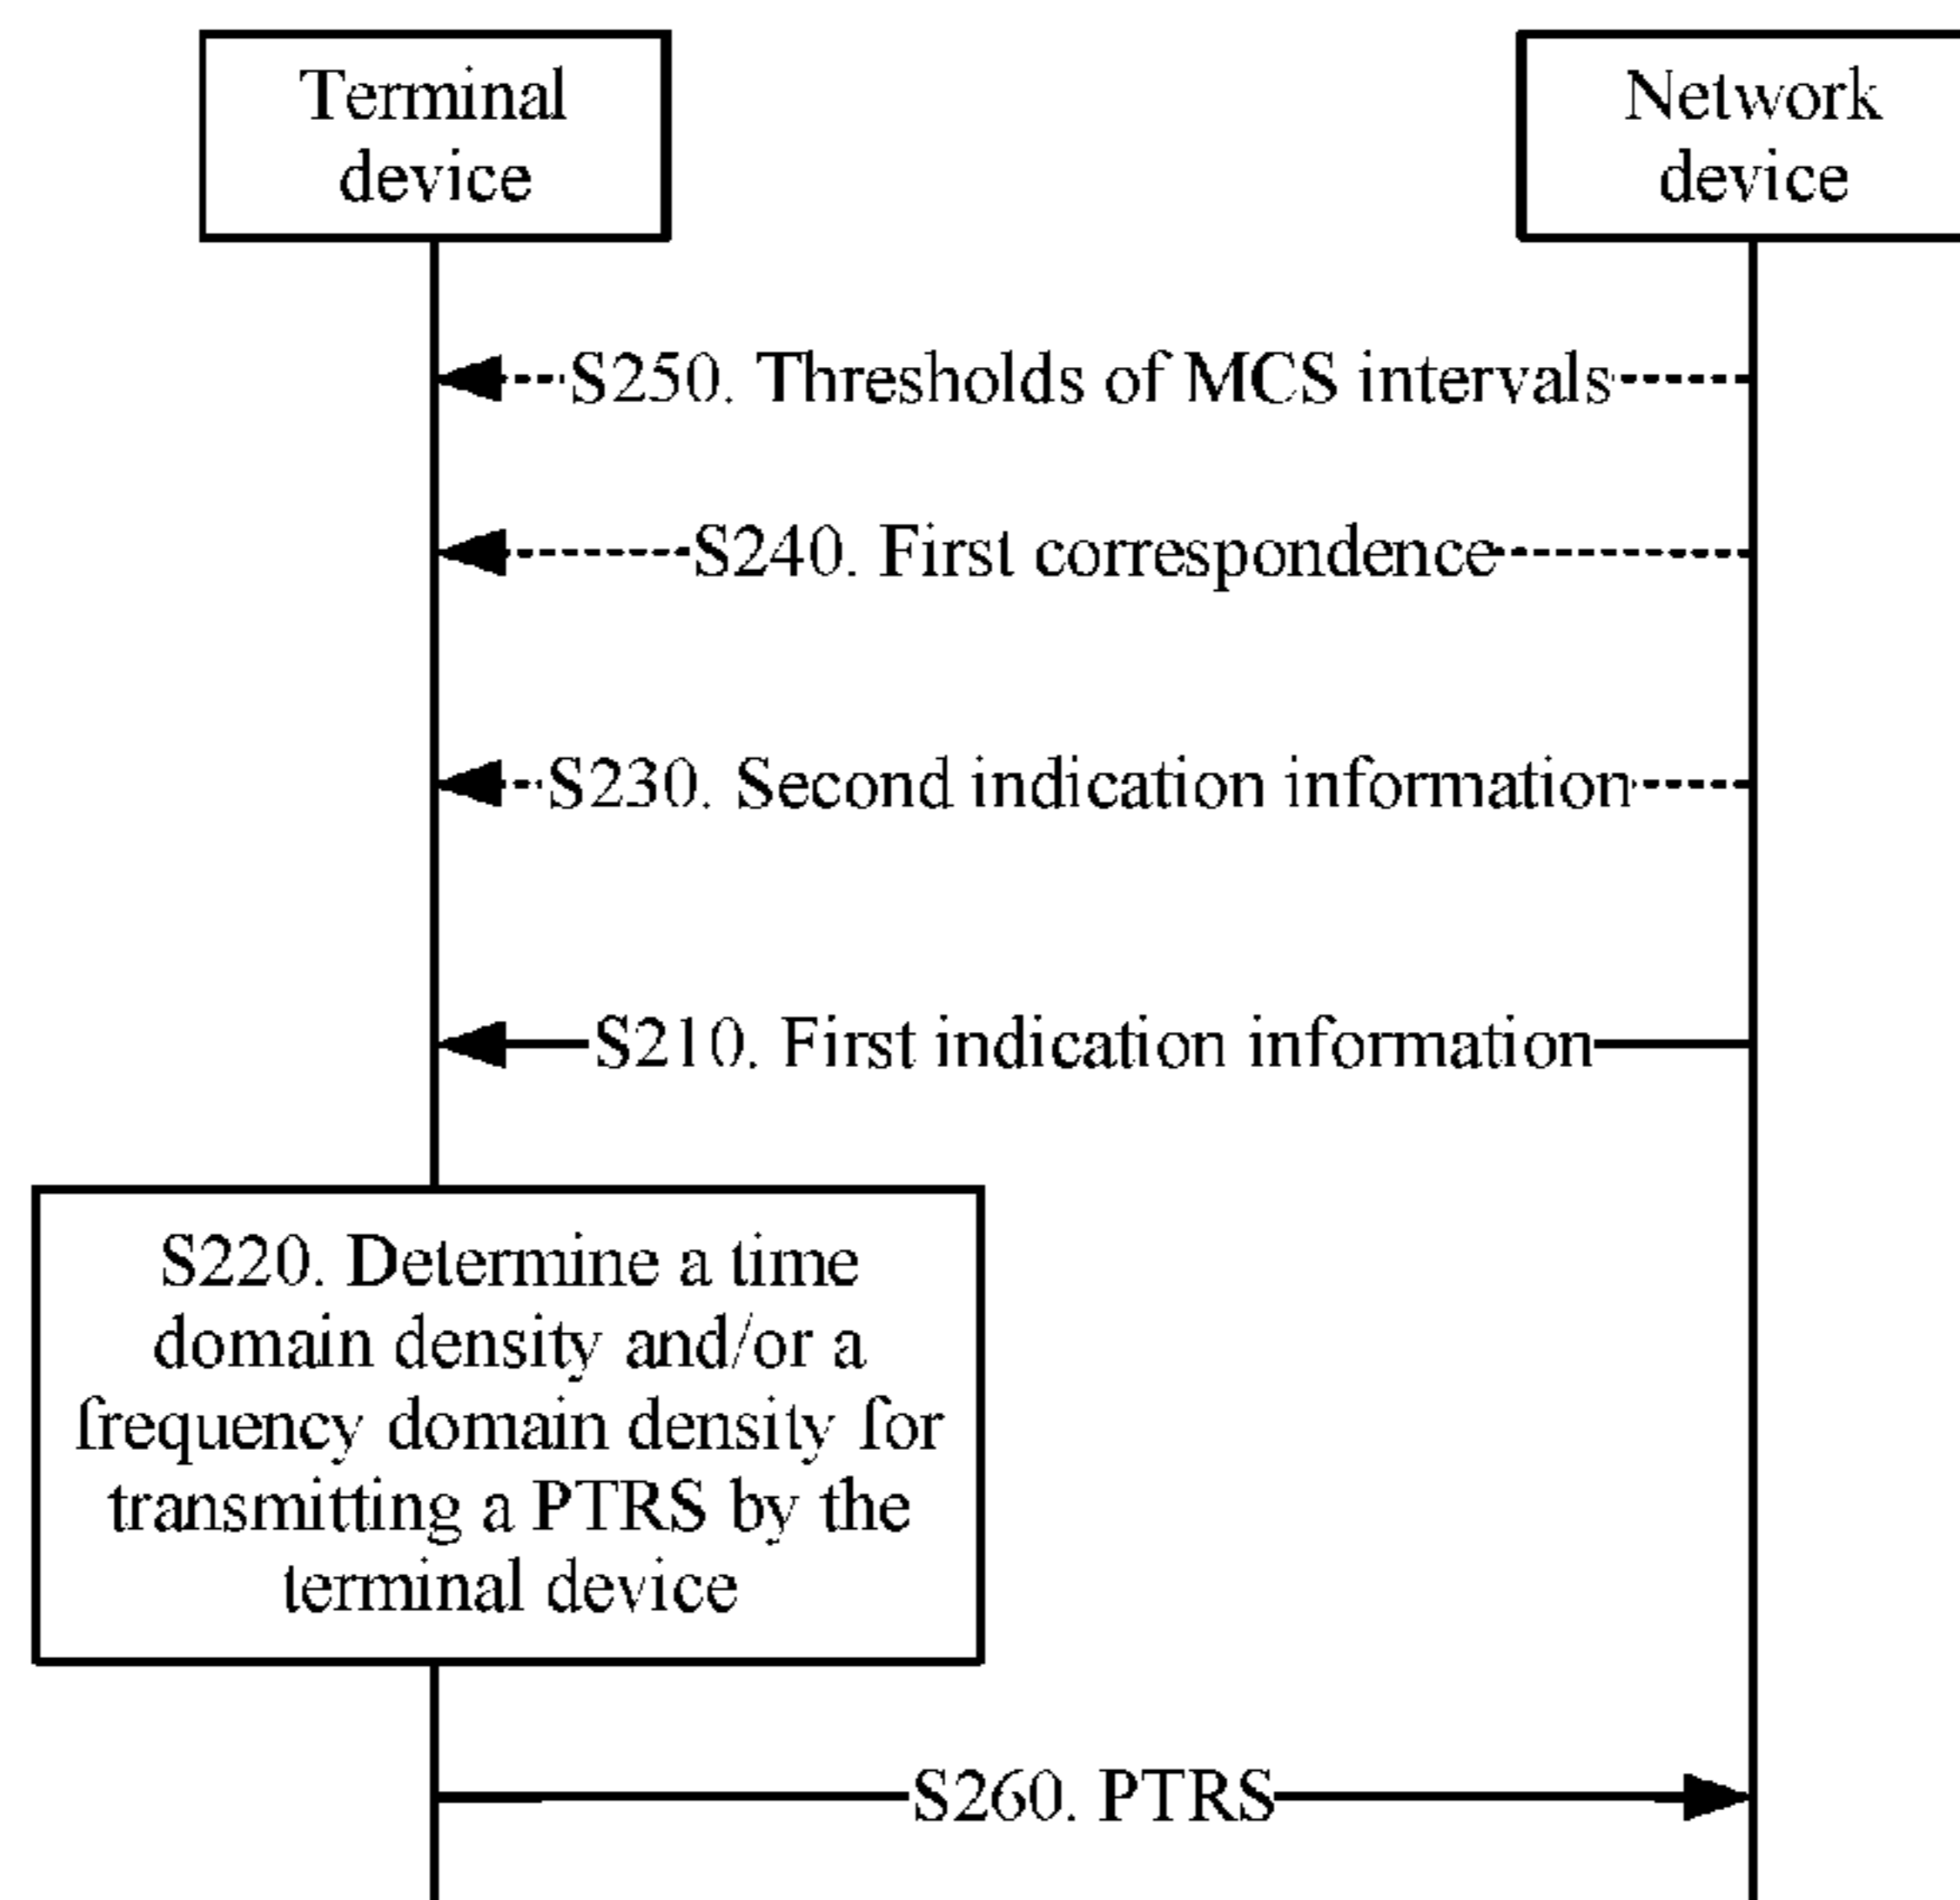 Terminal
device
Network
device
S250. Thresholds of MCS intervals
S240. First correspondence
S230. Second indication information
S210. First indication information
S220. Determine a time
domain density and/or a
frequency domain density for
transmitting a PTRS by the
terminal device
S260. PTRS